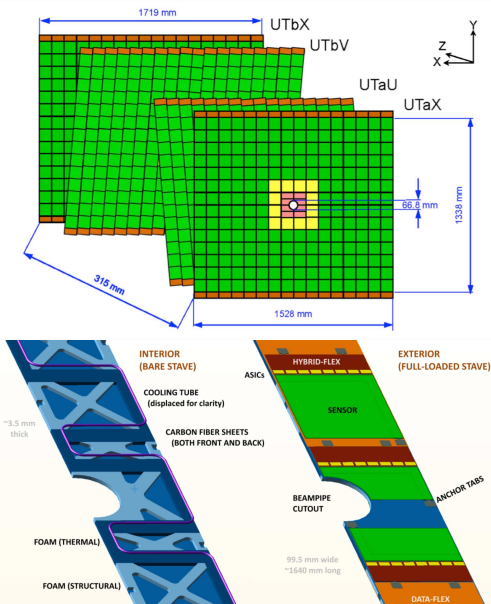 1719 mm
UTbX
UTbV
UTaU
UTaX
Y
Z
X
66.8 mm
1338 mm
315 mm
1528 mm
INTERIOR
(BARE STAVE)
COOLING TUBE
(displaced for clarity)
~3.5 mm
thick
CARBON FIBER SHEETS
(BOTH FRONT AND BACK)
FOAM (THERMAL)
FOAM (STRUCTURAL)
EXTERIOR
(FULL-LOADED STAVE)
HYBRID-FLEX
ASICs
SENSOR
ANCHOR TABS
BEAMPIPE
CUTOUT
99.5 mm wide
~1640 mm long
DATA-FLEX